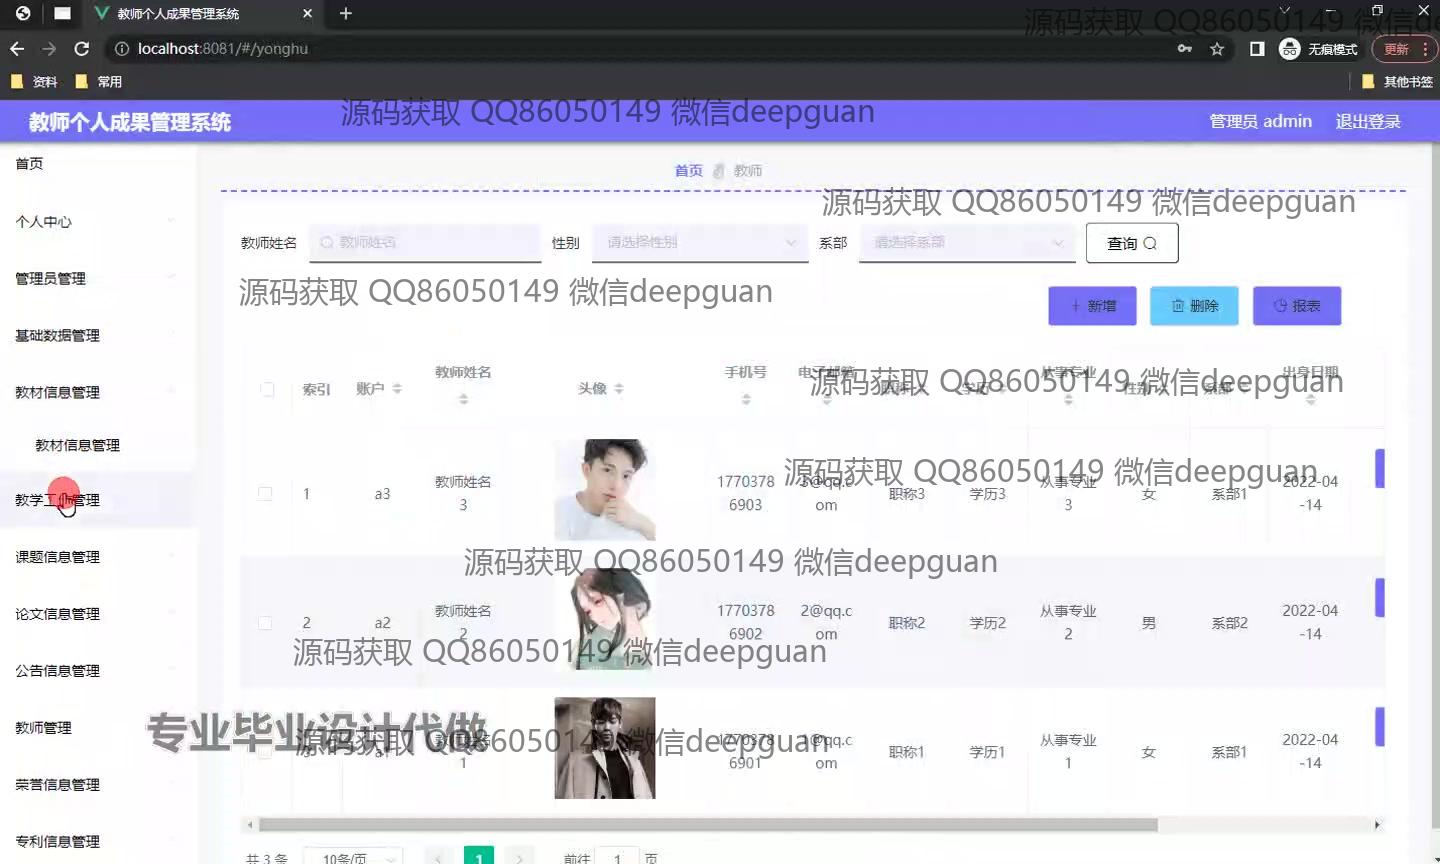 教师个人成果管理系统
localhost:8081/#/yonghu
无痕模式
更新
资料
常用
其他书签
源码获取 QQ86050149 微信de
教师个人成果管理系统
源码获取 QQ86050149 微信deepguan
管理员 admin
退出登录
首页
个人中心
管理员管理
基础数据管理
教材信息管理
教材信息管理
教学工作管理
课题信息管理
论文信息管理
公告信息管理
教师管理
荣誉信息管理
专利信息管理
首页 教师
源码获取 QQ86050149 微信deepguan
教师姓名 教师姓名 性别 请选择性别 系部 请选择系部 查询
源码获取 QQ86050149 微信deepguan
新增 删除 报表
索引 账户 教师姓名 头像 手机号 电子邮箱 职称 学历 从事专业 性别 系部 出身日期
源码获取 QQ86050149 微信deepguan
1 a3 教师姓名3 17703786903 3@qq.com 职称3 学历3 从事专业3 女 系部1 2022-04-14
源码获取 QQ86050149 微信deepguan
源码获取 QQ86050149 微信deepguan
2 a2 教师姓名2 17703786902 2@qq.com 职称2 学历2 从事专业2 男 系部2 2022-04-14
源码获取 QQ86050149 微信deepguan
专业毕业设计代做
源码获取 QQ86050149 微信deepguan
a1 教师姓名1 17703786901 1@qq.com 职称1 学历1 从事专业1 女 系部1 2022-04-14
共 3 条 10条/页 1 前往 1 页